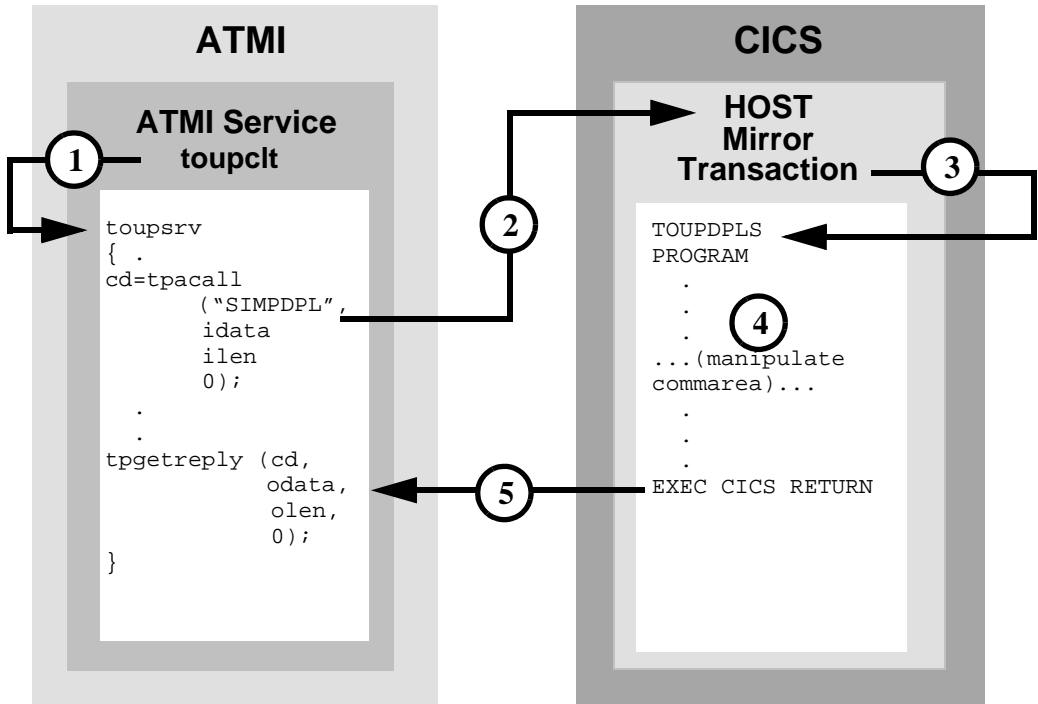 ATMI
ATMI Service
toupclt
1
toupsrv
{ .
cd=tpacall
(“SIMPDPL”,
idata
ilen
0);
.
.
tpgetreply (cd,
odata,
olen,
0);
}
2
5
CICS
HOST
Mirror
Transaction
3
TOUPDPLS
PROGRAM
.
.
.
4
...(manipulate
commarea)...
.
.
.
EXEC CICS RETURN